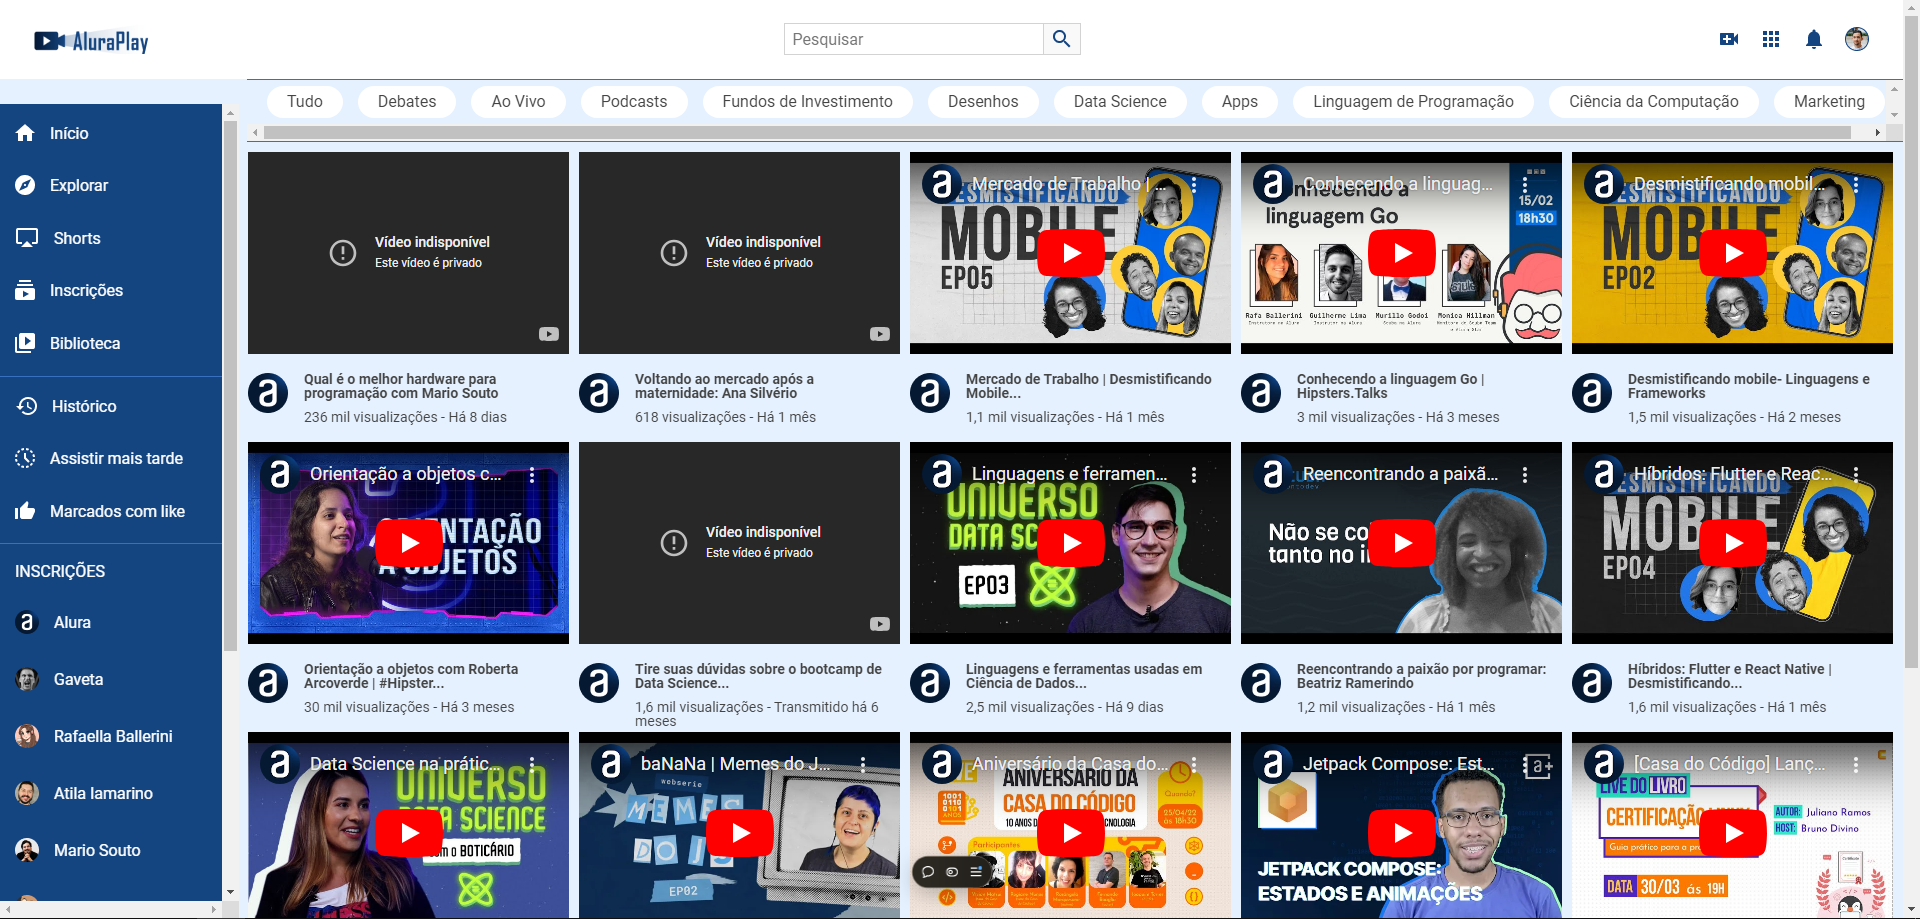 AluraPlay
Pesquisar
Tudo
Debates
Ao Vivo
Podcasts
Fundos de Investimento
Desenhos
Data Science
Apps
Linguagem de Programação
Ciência da Computação
Marketing
Início
Explorar
Shorts
Inscrições
Biblioteca
Histórico
Assistir mais tarde
Marcados com like
INSCRIÇÕES
Alura
Gaveta
Rafaella Ballerini
Atila Iamarino
Mario Souto
Vídeo indisponível
Este vídeo é privado
Qual é o melhor hardware para
programação com Mario Souto
236 mil visualizações - Há 8 dias
Vídeo indisponível
Este vídeo é privado
Voltando ao mercado após a
maternidade: Ana Silvério
618 visualizações - Há 1 mês
Mercado de Trabalho | ...
DESMISTIFICANDO
MOBILE
EP05
Mercado de Trabalho | Desmistificando
Mobile...
1,1 mil visualizações - Há 1 mês
Conhecendo a linguag...
Conhecendo a
linguagem Go
15/02
18h30
Rafa Ballerini
Guilherme Lima
Murillo Godoi
Monica Hillman
Conhecendo a linguagem Go |
Hipsters.Talks
3 mil visualizações - Há 3 meses
Desmistificando mobil...
DESMISTIFICANDO
MOBILE
EP02
Desmistificando mobile- Linguagens e
Frameworks
1,5 mil visualizações - Há 2 meses
Orientação a objetos c...
ORIENTAÇÃO
A OBJETOS
Orientação a objetos com Roberta
Arcoverde | #Hipster...
30 mil visualizações - Há 3 meses
Vídeo indisponível
Este vídeo é privado
Tire suas dúvidas sobre o bootcamp de
Data Science...
1,6 mil visualizações - Transmitido há 6
meses
Linguagens e ferramen...
UNIVERSO
DATA SCIENCE
EP03
Linguagens e ferramentas usadas em
Ciência de Dados...
2,5 mil visualizações - Há 9 dias
Reencontrando a paixã...
Não se co
tanto no i
Reencontrando a paixão por programar:
Beatriz Ramerindo
1,2 mil visualizações - Há 1 mês
Híbridos: Flutter e Reac...
DESMISTIFICANDO
MOBILE
EP04
Híbridos: Flutter e React Native |
Desmistificando...
1,6 mil visualizações - Há 1 mês
Data Science na prátic...
UNIVERSO
DATA SCIENCE
com o BOTICÁRIO
baNaNa | Memes do J...
webserie
MEMES
DO JS
EP02
Aniversário da Casa do...
LIVE
ANIVERSÁRIO DA
CASA DO CÓDIGO
Quando?
25/04/22
às 18h30
Participantes
Jetpack Compose: Est...
a+
JETPACK COMPOSE:
ESTADOS E ANIMAÇÕES
[Casa do Código] Lanç...
LIVE DO LIVRO
CERTIFICAÇÃO LINUX
Guia prático para a pr
AUTOR: Juliano Ramos
HOST: Bruno Divino
DATA 30/03 às 19H